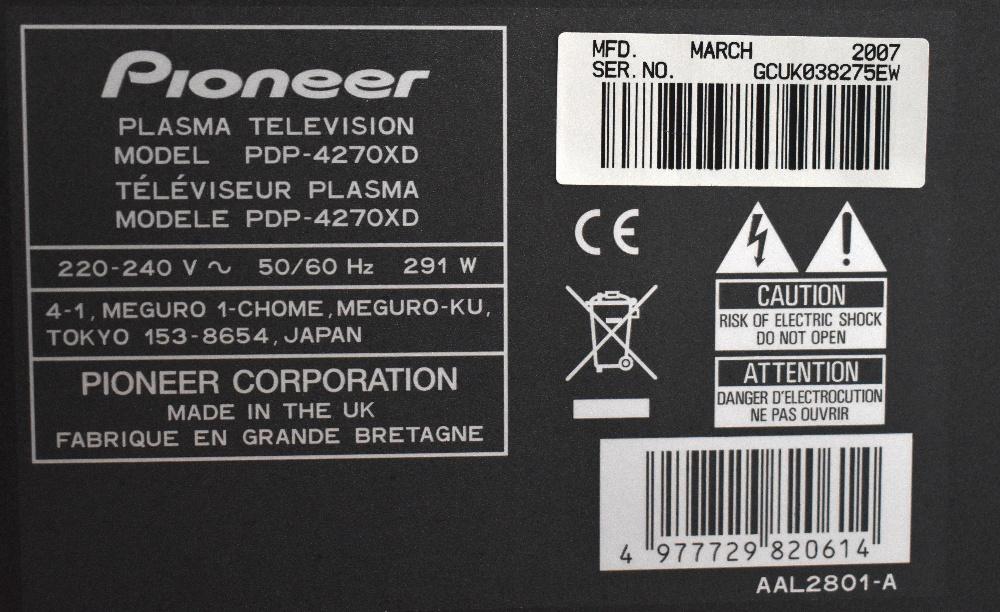 Pioneer
PLASMA TELEVISION
MODEL PDP-4270XD
TÉLÉVISEUR PLASMA
MODELE PDP-4270XD
220-240 V ~ 50/60 Hz 291 W
4-1, MEGURO 1-CHOME, MEGURO-KU,
TOKYO 153-8654, JAPAN
PIONEER CORPORATION
MADE IN THE UK
FABRIQUE EN GRANDE BRETAGNE
MFD. MARCH 2007
SER. NO. GCUK038275EW
CE
CAUTION
RISK OF ELECTRIC SHOCK
DO NOT OPEN
ATTENTION
DANGER D'ELECTROCUTION
NE PAS OUVRIR
4 977729 820614
AAL2801-A